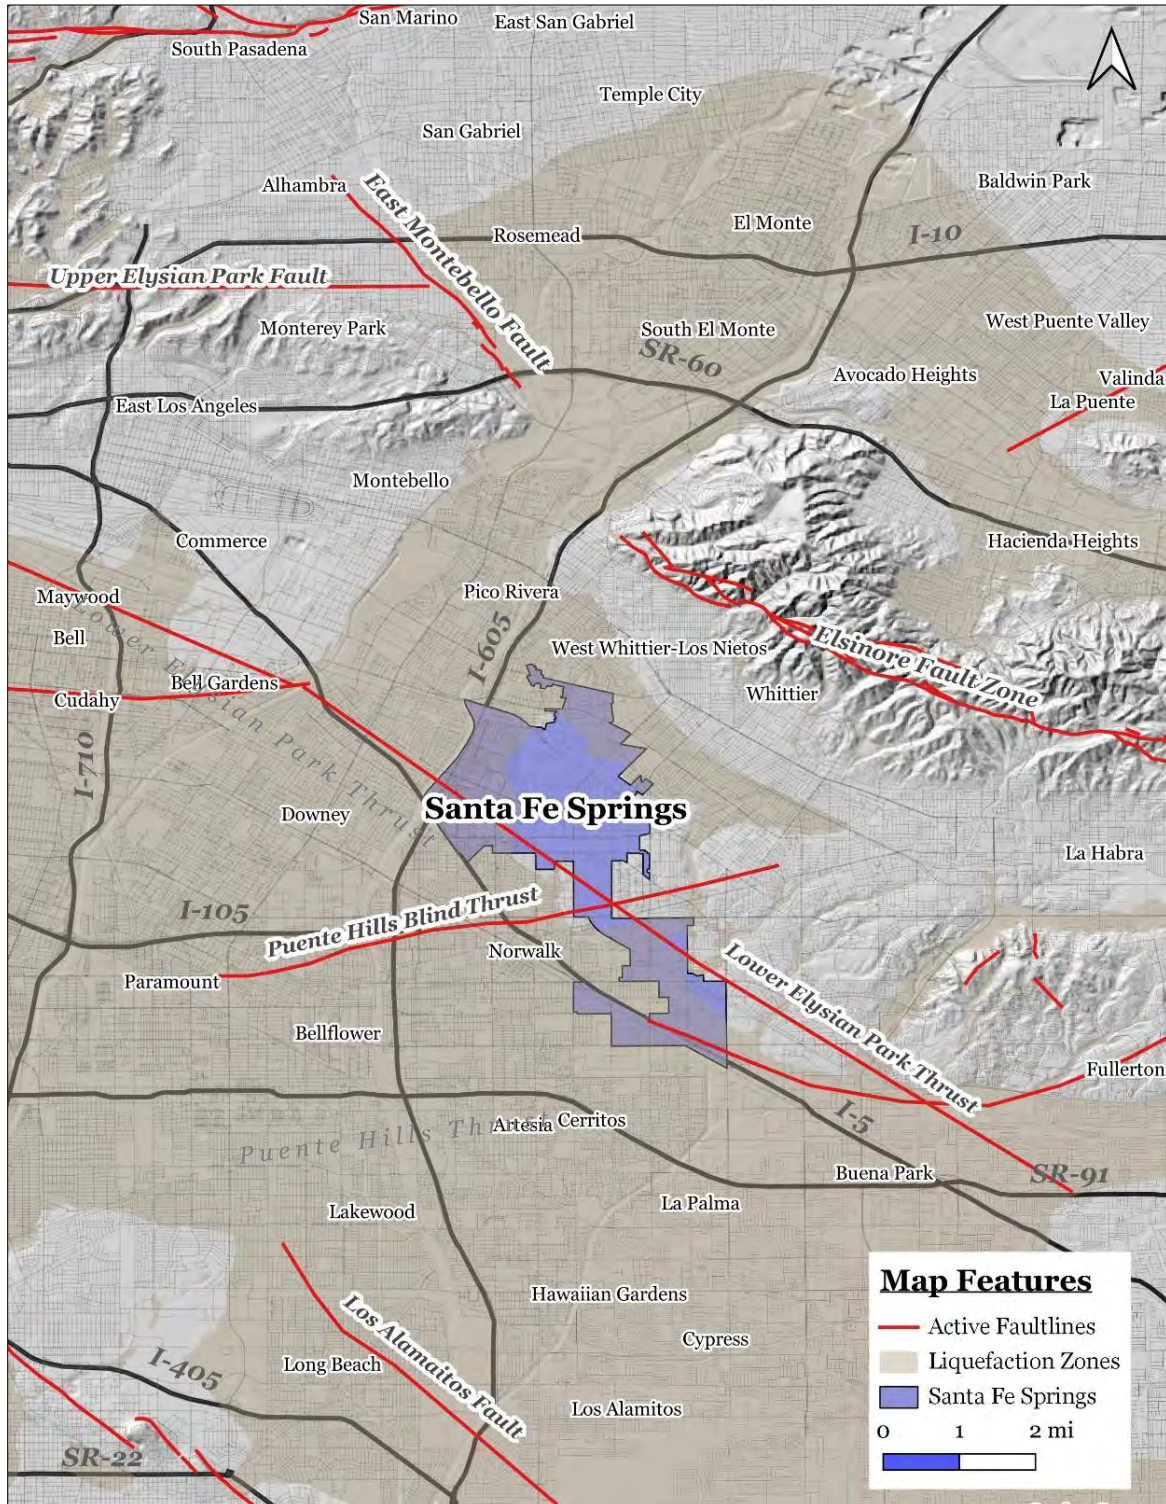 San Marino
East San Gabriel
South Pasadena
Temple City
San Gabriel
Alhambra
Baldwin Park
East Montebello Fault
El Monte
Rosemead
I-10
Upper Elysian Park Fault
Monterey Park
South El Monte
West Puente Valley
SR-60
Avocado Heights
Valinda
La Puente
East Los Angeles
Montebello
Commerce
Hacienda Heights
Pico Rivera
Maywood
Lower Elysian Park Thrust
Bell
I-605
West Whittier-Los Nietos
Elsinore Fault Zone
Bell Gardens
Cudahy
Whittier
I-710
Santa Fe Springs
Downey
La Habra
I-105
Puente Hills Blind Thrust
Norwalk
Lower Elysian Park Thrust
Paramount
Bellflower
Fullerton
I-5
Artesia
Cerritos
Puente Hills Thrust
Buena Park
SR-91
La Palma
Lakewood
Hawaiian Gardens
Los Alamaitos Fault
Cypress
Long Beach
I-405
Los Alamitos
SR-22
Map Features
Active Faultlines
Liquefaction Zones
Santa Fe Springs
0 1 2 mi